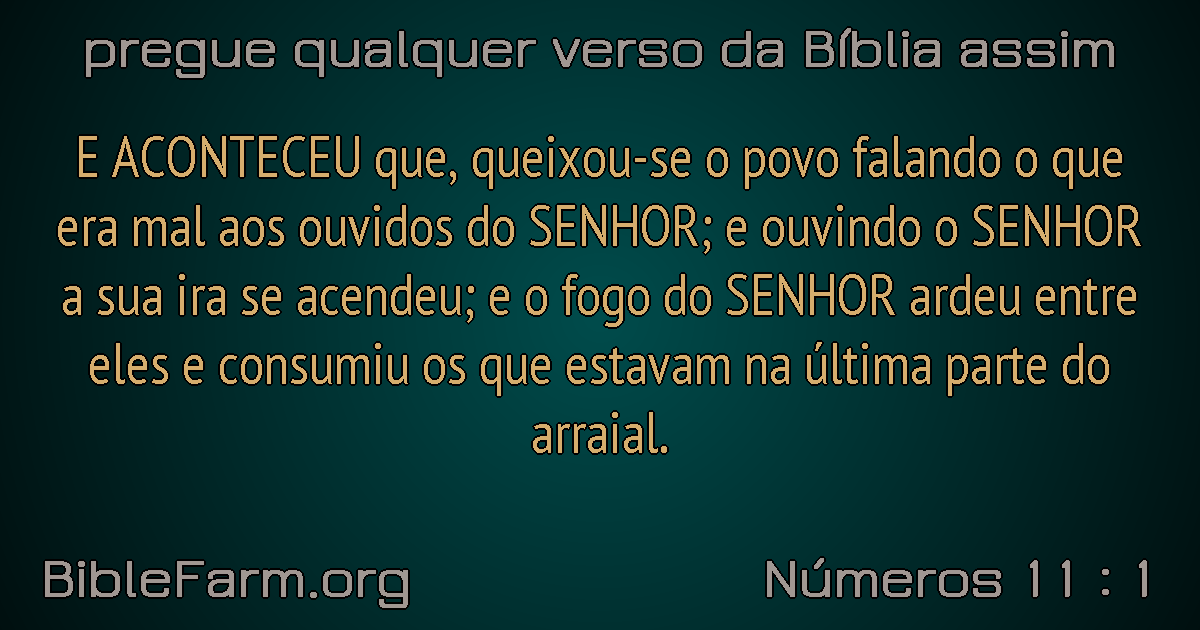 pregue qualquer verso da Bíblia assim
E ACONTECEU que, queixou-se o povo falando o que
era mal aos ouvidos do SENHOR; e ouvindo o SENHOR
a sua ira se acendeu; e o fogo do SENHOR ardeu entre
eles e consumiu os que estavam na última parte do
arraial.
BibleFarm.org
Números 11 : 1